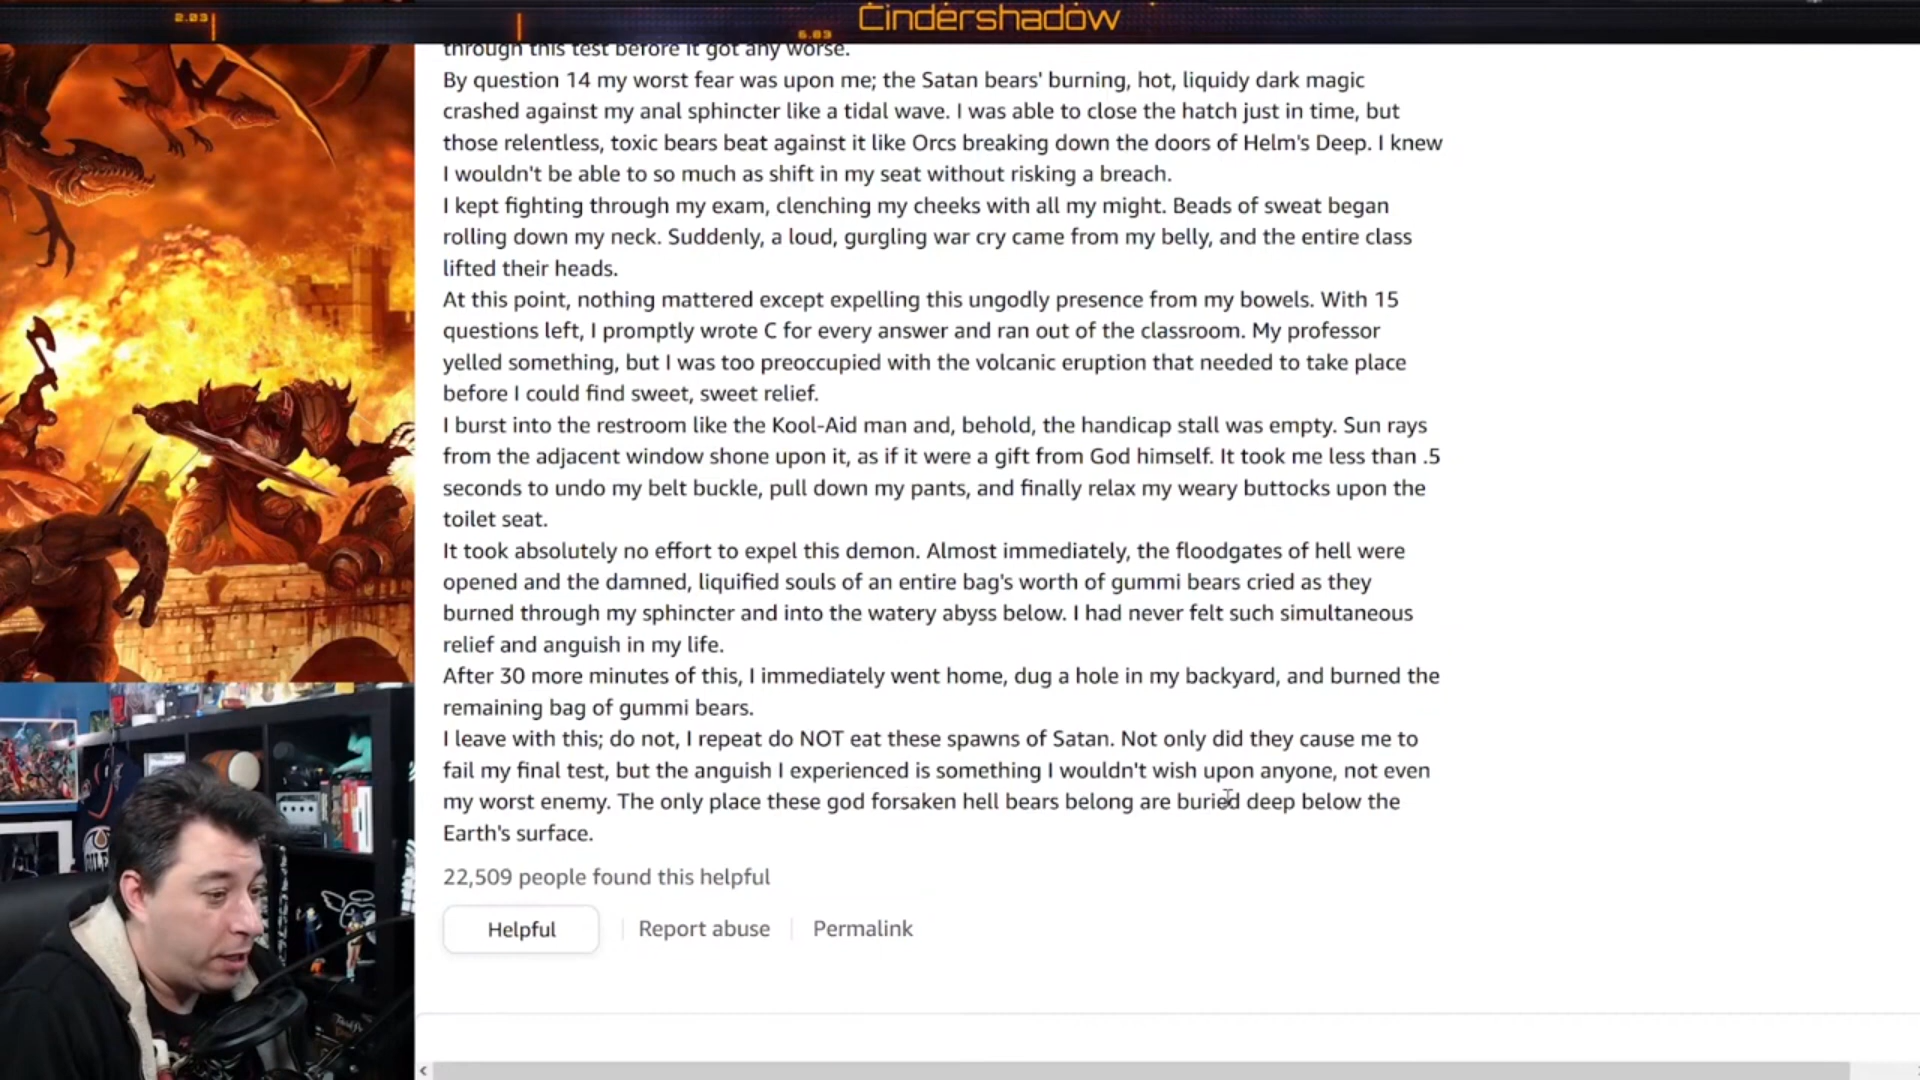 2.03
6.03
Cindershadow
through this test before it got any worse.
By question 14 my worst fear was upon me; the Satan bears' burning, hot, liquidy dark magic
crashed against my anal sphincter like a tidal wave. I was able to close the hatch just in time, but
those relentless, toxic bears beat against it like Orcs breaking down the doors of Helm's Deep. I knew
I wouldn't be able to so much as shift in my seat without risking a breach.
I kept fighting through my exam, clenching my cheeks with all my might. Beads of sweat began
rolling down my neck. Suddenly, a loud, gurgling war cry came from my belly, and the entire class
lifted their heads.
At this point, nothing mattered except expelling this ungodly presence from my bowels. With 15
questions left, I promptly wrote C for every answer and ran out of the classroom. My professor
yelled something, but I was too preoccupied with the volcanic eruption that needed to take place
before I could find sweet, sweet relief.
I burst into the restroom like the Kool-Aid man and, behold, the handicap stall was empty. Sun rays
from the adjacent window shone upon it, as if it were a gift from God himself. It took me less than .5
seconds to undo my belt buckle, pull down my pants, and finally relax my weary buttocks upon the
toilet seat.
It took absolutely no effort to expel this demon. Almost immediately, the floodgates of hell were
opened and the damned, liquified souls of an entire bag's worth of gummi bears cried as they
burned through my sphincter and into the watery abyss below. I had never felt such simultaneous
relief and anguish in my life.
After 30 more minutes of this, I immediately went home, dug a hole in my backyard, and burned the
remaining bag of gummi bears.
I leave with this; do not, I repeat do NOT eat these spawns of Satan. Not only did they cause me to
fail my final test, but the anguish I experienced is something I wouldn't wish upon anyone, not even
my worst enemy. The only place these god forsaken hell bears belong are buried deep below the
Earth's surface.
22,509 people found this helpful
Helpful
Report abuse
Permalink